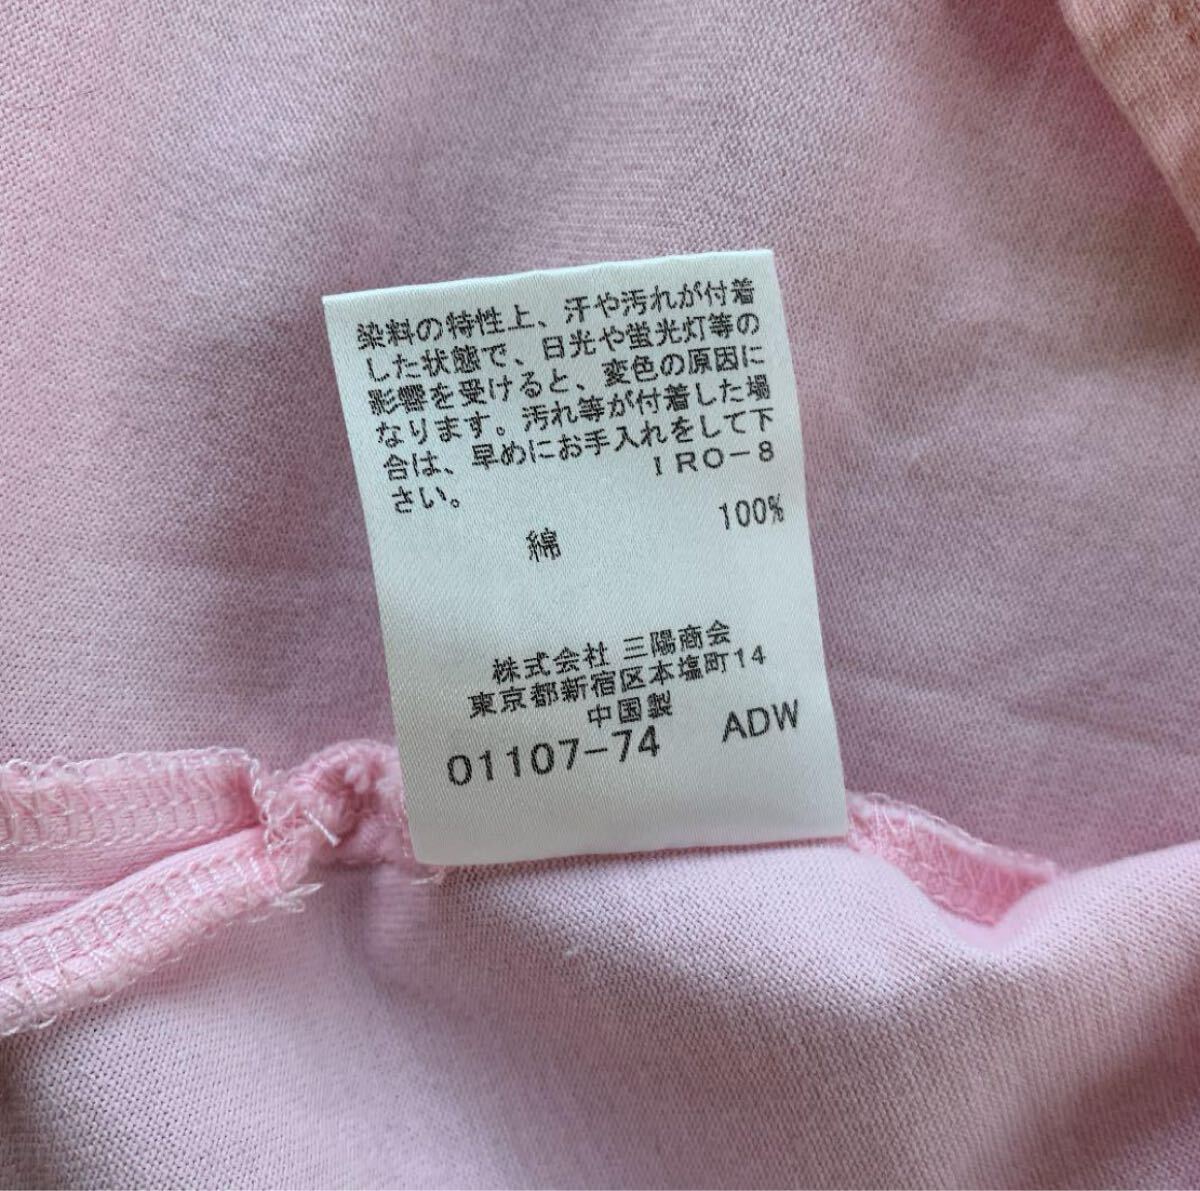 染料の特性上、汗や汚れが付着
した状態で、日光や蛍光灯等の
影響を受けると、変色の原因に
なります。汚れ等が付着した場
合は、早めにお手入れをして下
さい。 IRO-8
綿 100%
株式会社 三陽商会
東京都新宿区本塩町14
中国製
01107-74 ADW